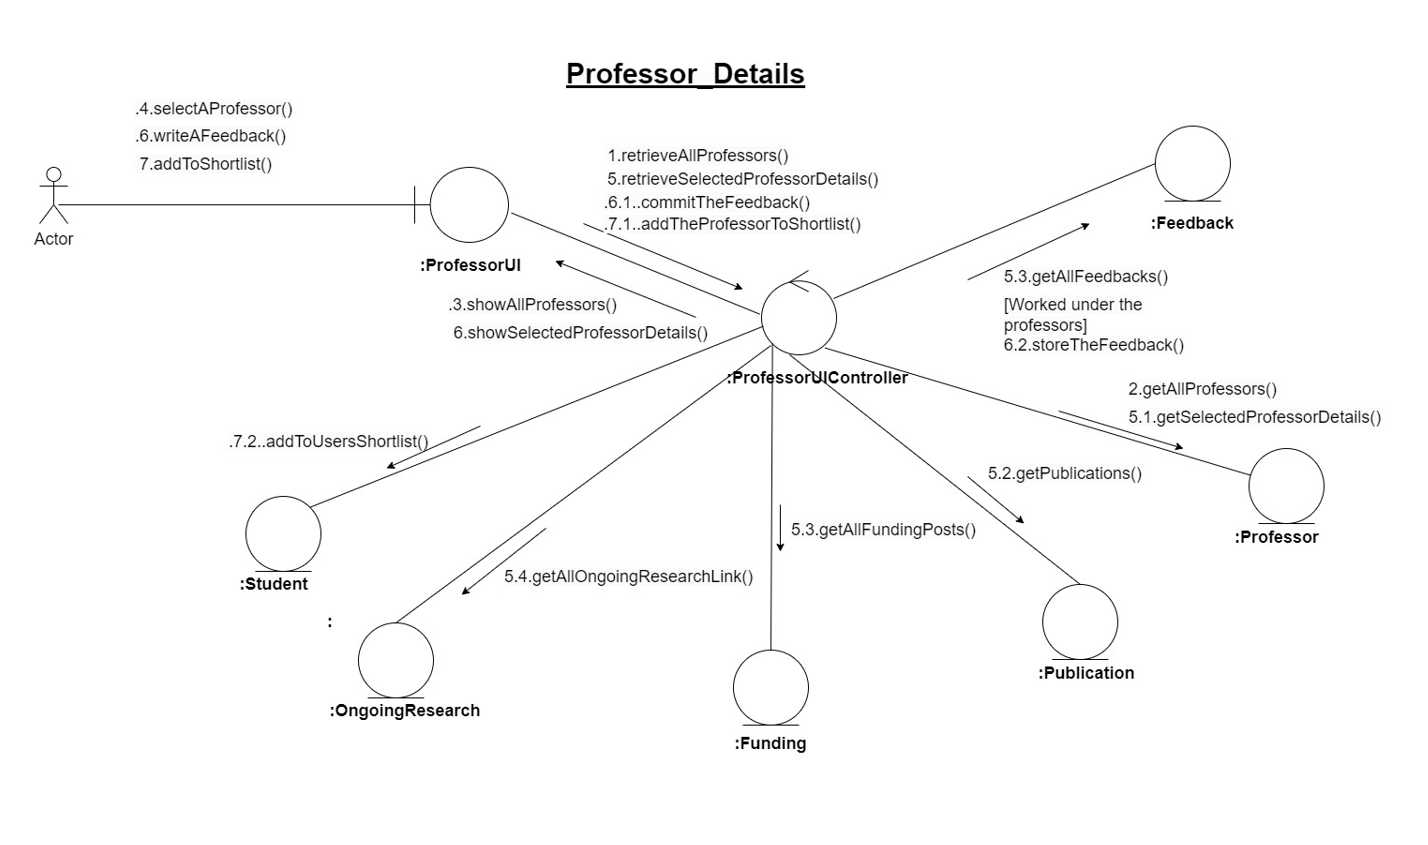 Professor_Details
.4.selectAProfessor()
.6.writeAFeedback()
7.addToShortlist()
Actor
:ProfessorUI
1.retrieveAllProfessors()
5.retrieveSelectedProfessorDetails()
.6.1..commitTheFeedback()
.7.1..addTheProfessorToShortlist()
.3.showAllProfessors()
6.showSelectedProfessorDetails()
:ProfessorUIController
:Feedback
5.3.getAllFeedbacks()
[Worked under the
professors]
6.2.storeTheFeedback()
2.getAllProfessors()
5.1.getSelectedProfessorDetails()
:Professor
5.2.getPublications()
:Publication
5.3.getAllFundingPosts()
:Funding
5.4.getAllOngoingResearchLink()
:
:OngoingResearch
.7.2..addToUsersShortlist()
:Student